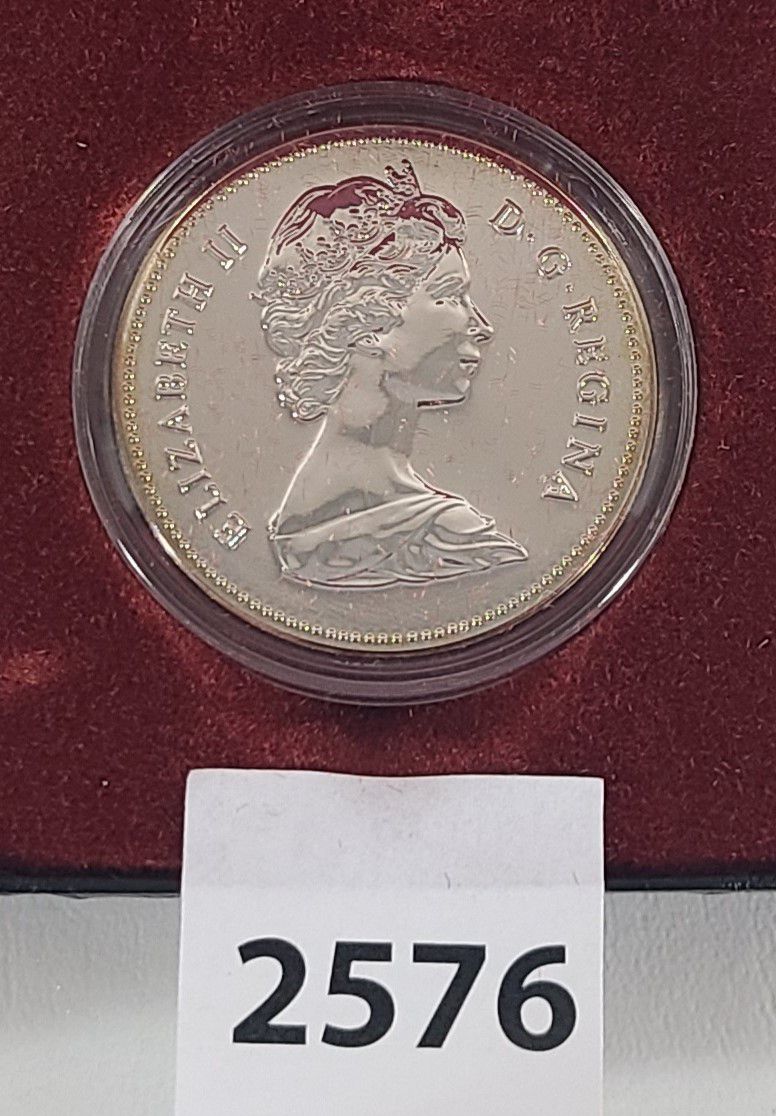 ELIZABETH II D·G·REGINA
2576